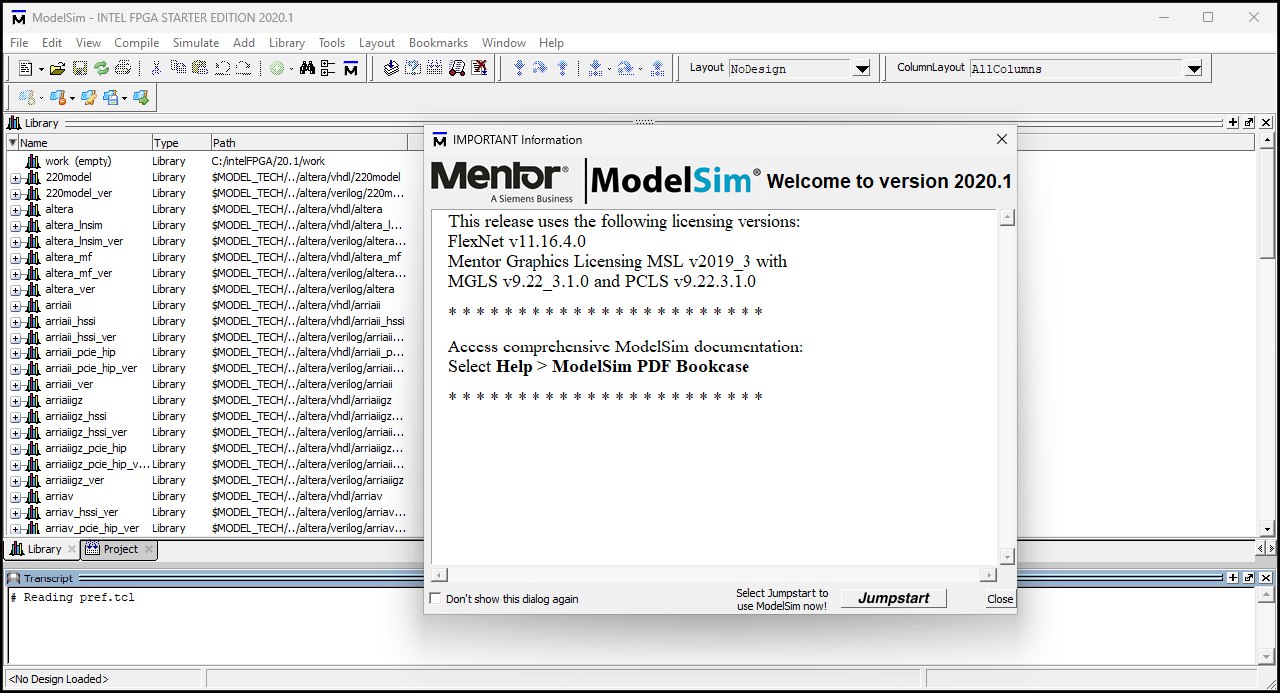 ModelSim - INTEL FPGA STARTER EDITION 2020.1
File Edit View Compile Simulate Add Library Tools Layout Bookmarks Window Help
Layout NoDesign ColumnLayout AllColumns
Library
Name Type Path
work (empty) Library C:/intelFPGA/20.1/work
220model Library $MODEL_TECH/../altera/vhdl/220model
220model_ver Library $MODEL_TECH/../altera/verilog/220m...
altera Library $MODEL_TECH/../altera/vhdl/altera
altera_lnsim Library $MODEL_TECH/../altera/vhdl/altera_l...
altera_lnsim_ver Library $MODEL_TECH/../altera/verilog/altera...
altera_mf Library $MODEL_TECH/../altera/vhdl/altera_mf
altera_mf_ver Library $MODEL_TECH/../altera/verilog/altera...
altera_ver Library $MODEL_TECH/../altera/verilog/altera
arriaii Library $MODEL_TECH/../altera/vhdl/arriaii
arriaii_hssi Library $MODEL_TECH/../altera/vhdl/arriaii_hssi
arriaii_hssi_ver Library $MODEL_TECH/../altera/verilog/arriaii...
arriaii_pcie_hip Library $MODEL_TECH/../altera/vhdl/arriaii_p...
arriaii_pcie_hip_ver Library $MODEL_TECH/../altera/verilog/arriaii...
arriaii_ver Library $MODEL_TECH/../altera/verilog/arriaii
arriaiigz Library $MODEL_TECH/../altera/vhdl/arriaiigz
arriaiigz_hssi Library $MODEL_TECH/../altera/vhdl/arriaiigz...
arriaiigz_hssi_ver Library $MODEL_TECH/../altera/verilog/arriaii...
arriaiigz_pcie_hip Library $MODEL_TECH/../altera/vhdl/arriaiigz...
arriaiigz_pcie_hip_v... Library $MODEL_TECH/../altera/verilog/arriaii...
arriaiigz_ver Library $MODEL_TECH/../altera/verilog/arriaiigz
arriav Library $MODEL_TECH/../altera/vhdl/arriav
arriav_hssi_ver Library $MODEL_TECH/../altera/verilog/arriav...
arriav_pcie_hip_ver Library $MODEL_TECH/../altera/verilog/arriav...
Library Project
IMPORTANT Information
Mentor®
A Siemens Business
ModelSim® Welcome to version 2020.1
This release uses the following licensing versions:
FlexNet v11.16.4.0
Mentor Graphics Licensing MSL v2019_3 with
MGLS v9.22_3.1.0 and PCLS v9.22.3.1.0
* * * * * * * * * * * * * * * * * * * * * * *
Access comprehensive ModelSim documentation:
Select Help > ModelSim PDF Bookcase
* * * * * * * * * * * * * * * * * * * * * * *
Don't show this dialog again
Select Jumpstart to
use ModelSim now!
Jumpstart
Close
Transcript
# Reading pref.tcl
<No Design Loaded>